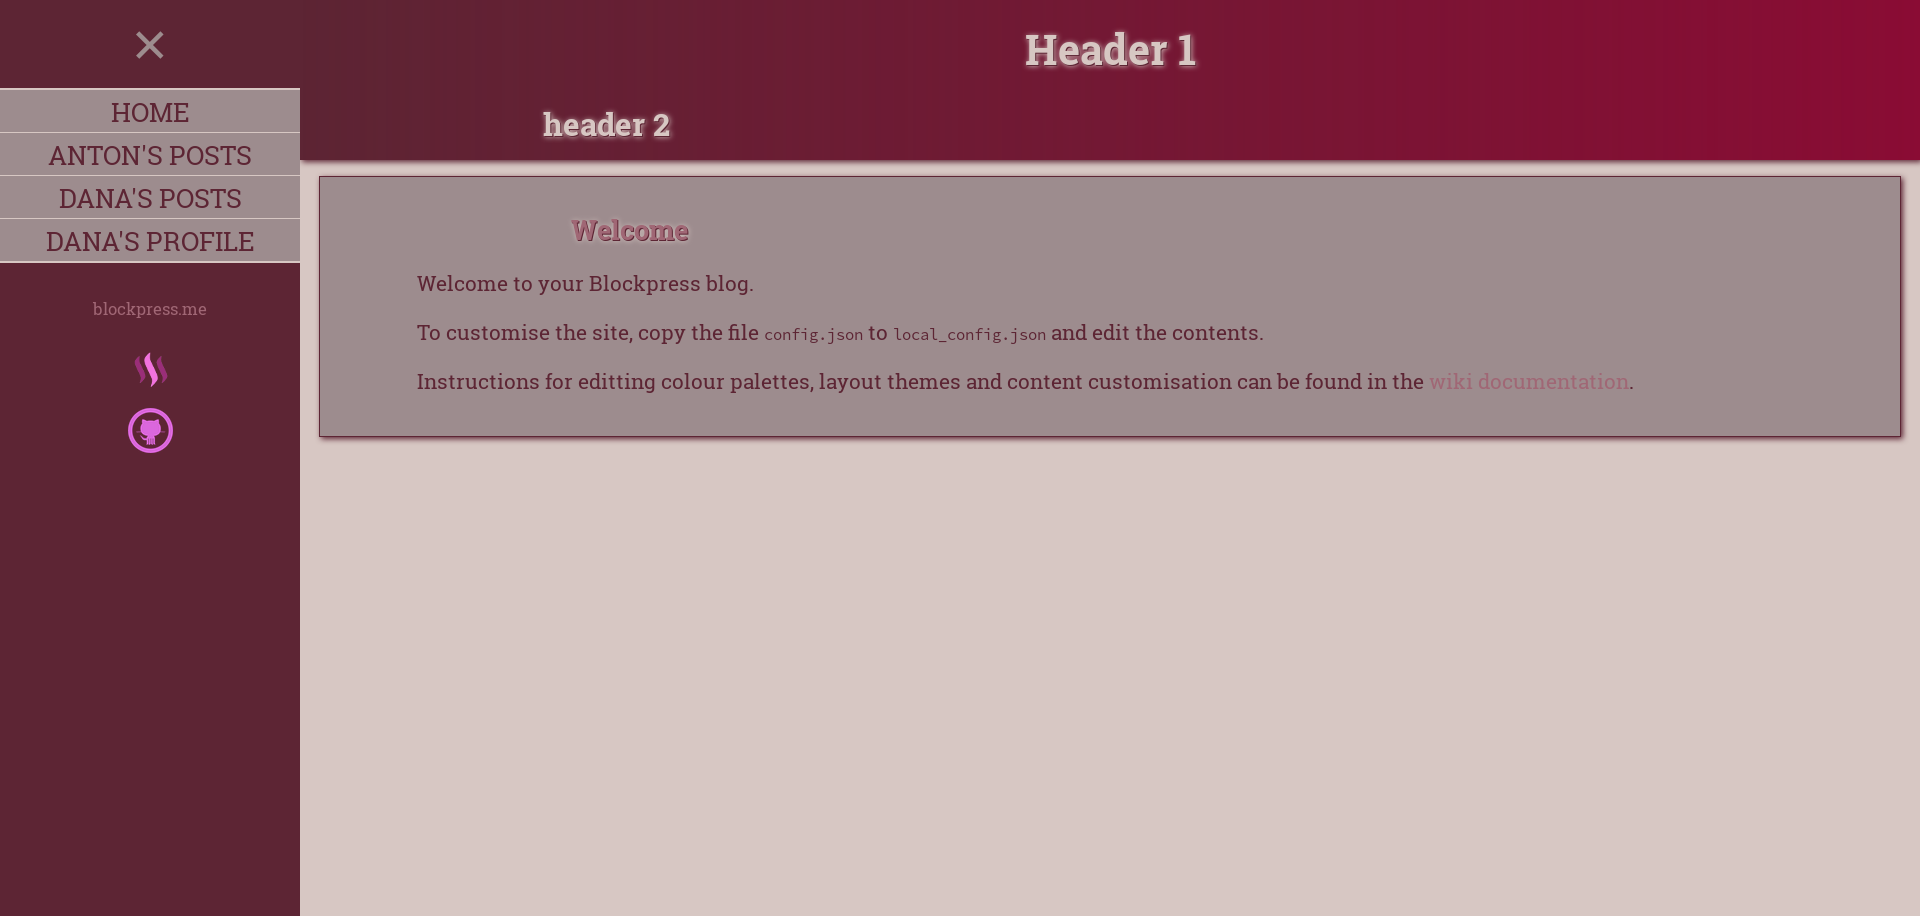 Header 1
header 2
HOME
ANTON'S POSTS
DANA'S POSTS
DANA'S PROFILE
blockpress.me
Welcome
Welcome to your Blockpress blog.
To customise the site, copy the file config.json to local_config.json and edit the contents.
Instructions for editting colour palettes, layout themes and content customisation can be found in the wiki documentation.